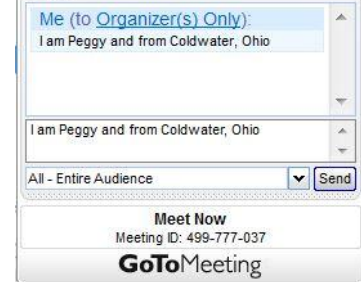 Me (to Organizer(s) Only):
I am Peggy and from Coldwater, Ohio
I am Peggy and from Coldwater, Ohio
All - Entire Audience Send
Meet Now
Meeting ID: 499-777-037
GoToMeeting